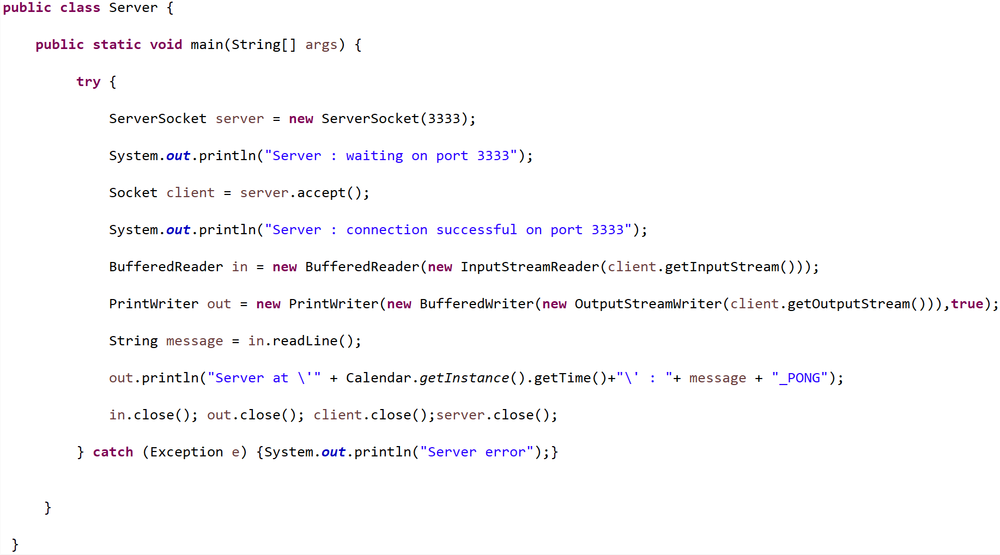 public class Server {
public static void main(String[] args) {
try {
ServerSocket server = new ServerSocket(3333);
System.out.println("Server : waiting on port 3333");
Socket client = server.accept();
System.out.println("Server : connection successful on port 3333");
BufferedReader in = new BufferedReader(new InputStreamReader(client.getInputStream()));
PrintWriter out = new PrintWriter(new BufferedWriter(new OutputStreamWriter(client.getOutputStream())),true);
String message = in.readLine();
out.println("Server at \'" + Calendar.getInstance().getTime()+"\' : "+ message + "_PONG");
in.close(); out.close(); client.close();server.close();
} catch (Exception e) {System.out.println("Server error");}
}
}